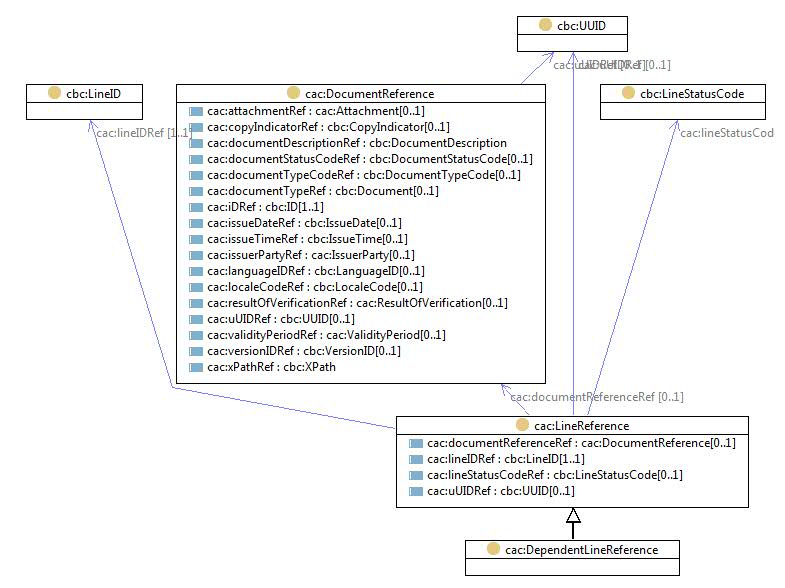 cbc:UUID
cac:uUIDRef [0..1]
cbc:LineID
cac:DocumentReference
cbc:LineStatusCode
cac:lineIDRef [1..1]
cac:lineStatusCod
cac:attachmentRef : cac:Attachment[0..1]
cac:copyIndicatorRef : cbc:CopyIndicator[0..1]
cac:documentDescriptionRef : cbc:DocumentDescription
cac:documentStatusCodeRef : cbc:DocumentStatusCode[0..1]
cac:documentTypeCodeRef : cbc:DocumentTypeCode[0..1]
cac:documentTypeRef : cbc:Document[0..1]
cac:iDRef : cbc:ID[1..1]
cac:issueDateRef : cbc:IssueDate[0..1]
cac:issueTimeRef : cbc:IssueTime[0..1]
cac:issuerPartyRef : cac:IssuerParty[0..1]
cac:languageIDRef : cbc:LanguageID[0..1]
cac:localeCodeRef : cbc:LocaleCode[0..1]
cac:resultOfVerificationRef : cac:ResultOfVerification[0..1]
cac:uUIDRef : cbc:UUID[0..1]
cac:validityPeriodRef : cac:ValidityPeriod[0..1]
cac:versionIDRef : cbc:VersionID[0..1]
cac:xPathRef : cbc:XPath
cac:documentReferenceRef [0..1]
cac:LineReference
cac:documentReferenceRef : cac:DocumentReference[0..1]
cac:lineIDRef : cbc:LineID[1..1]
cac:lineStatusCodeRef : cbc:LineStatusCode[0..1]
cac:uUIDRef : cbc:UUID[0..1]
cac:DependentLineReference